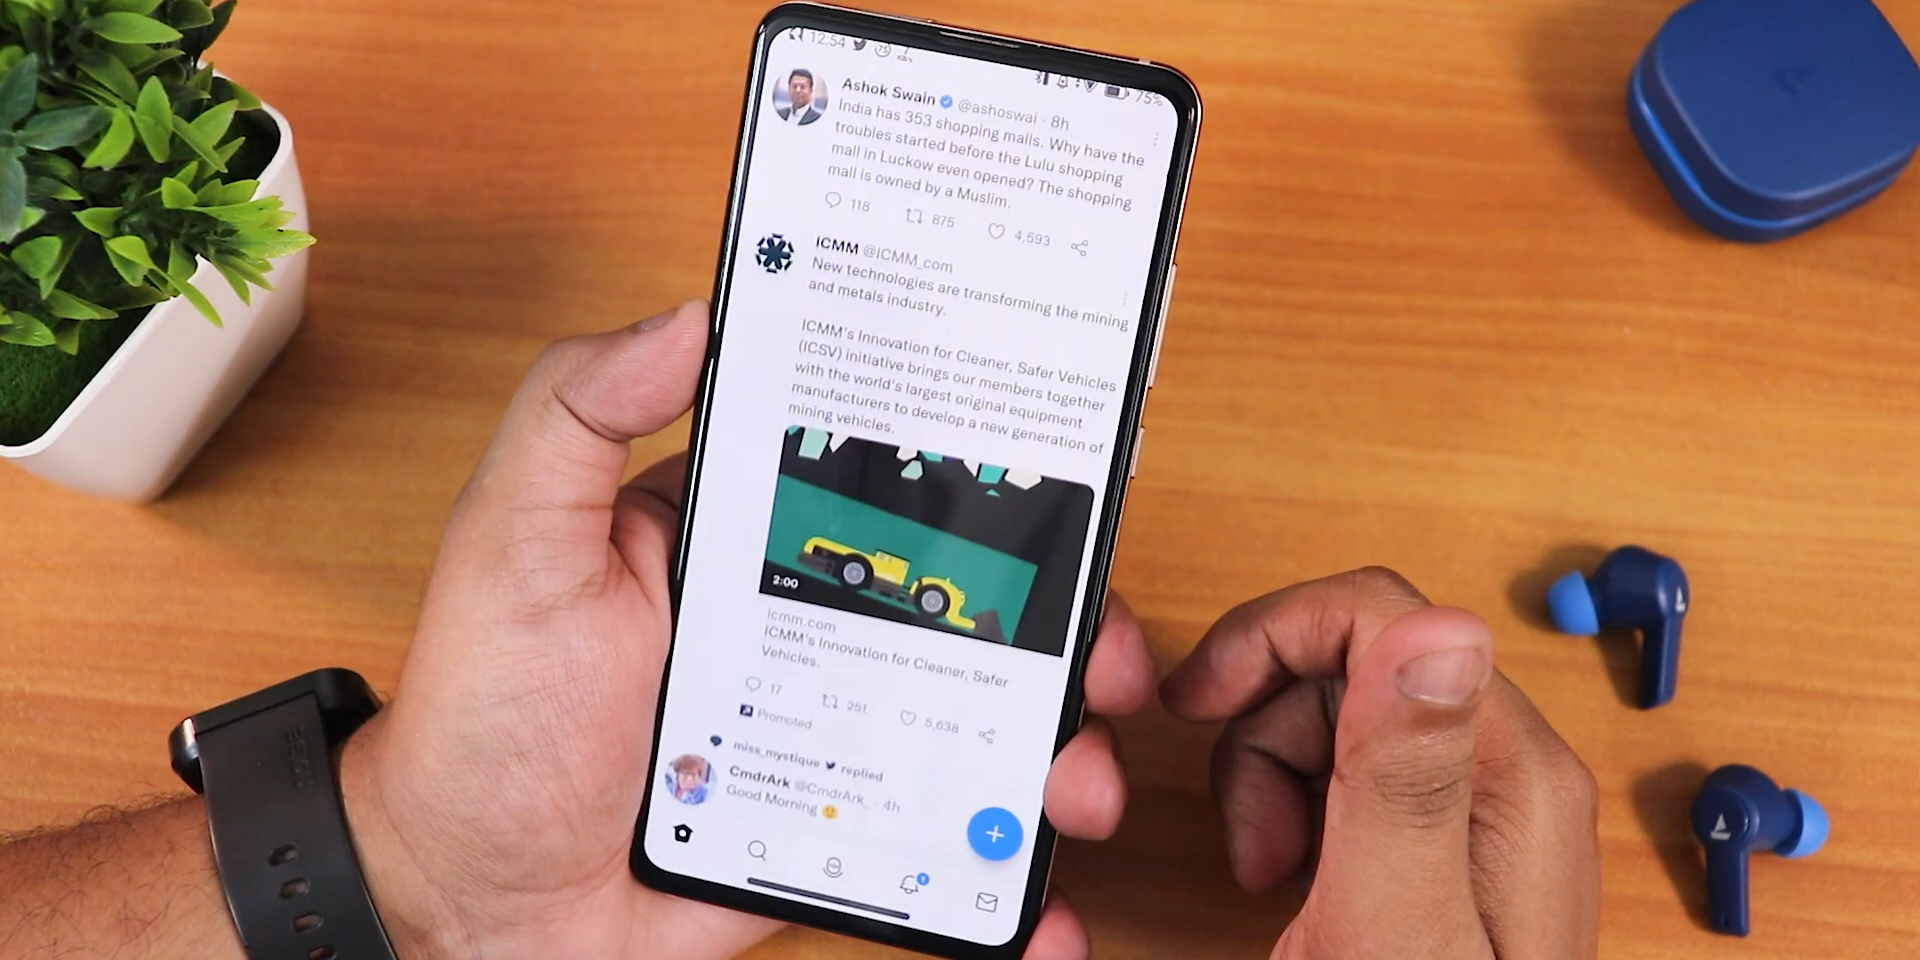 12:54
75%
Ashok Swain @ashoswai · 8h
India has 353 shopping malls. Why have the
troubles started before the Lulu shopping
mall in Luckow even opened? The shopping
mall is owned by a Muslim.
118 875 4,593
ICMM @ICMM_com
New technologies are transforming the mining
and metals industry.
ICMM's Innovation for Cleaner, Safer Vehicles
(ICSV) initiative brings our members together
with the world's largest original equipment
manufacturers to develop a new generation of
mining vehicles.
2:00
icmm.com
ICMM's Innovation for Cleaner, Safer
Vehicles.
17 251 5,638
Promoted
miss_mystique replied
CmdrArk @CmdrArk_ · 4h
Good Morning 🙂